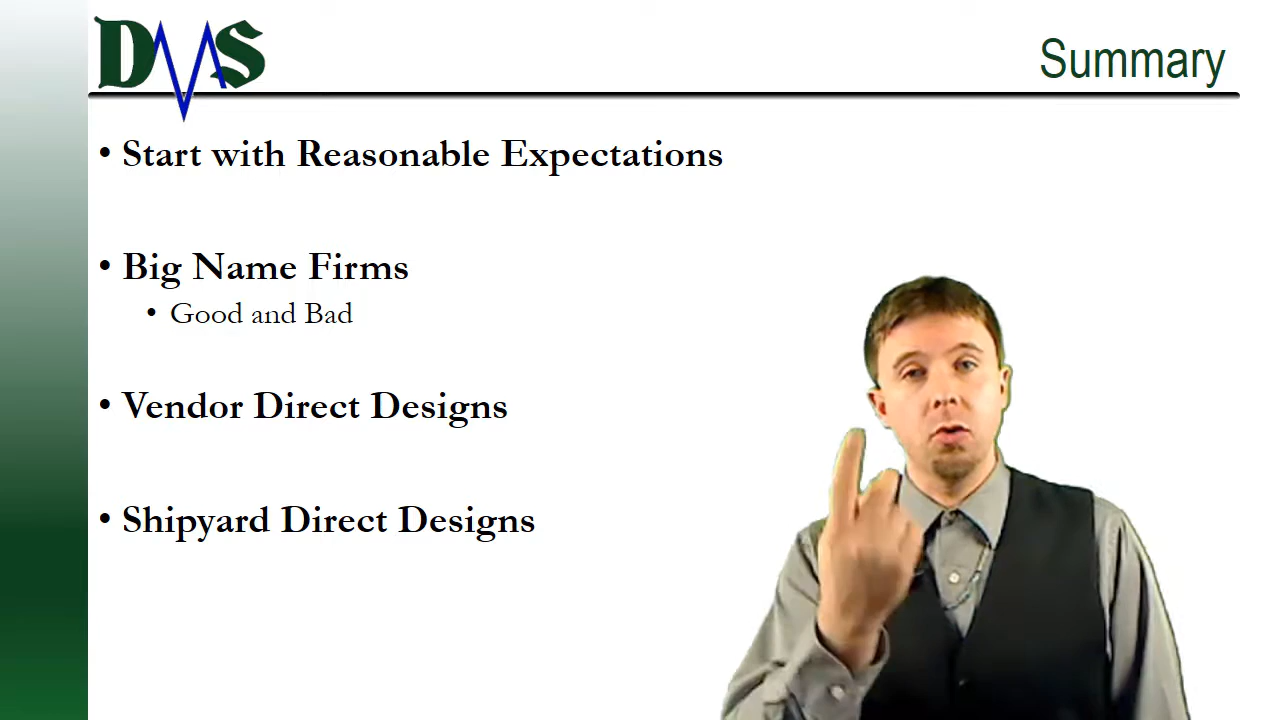 DMS
Summary
• Start with Reasonable Expectations
• Big Name Firms
• Good and Bad
• Vendor Direct Designs
• Shipyard Direct Designs